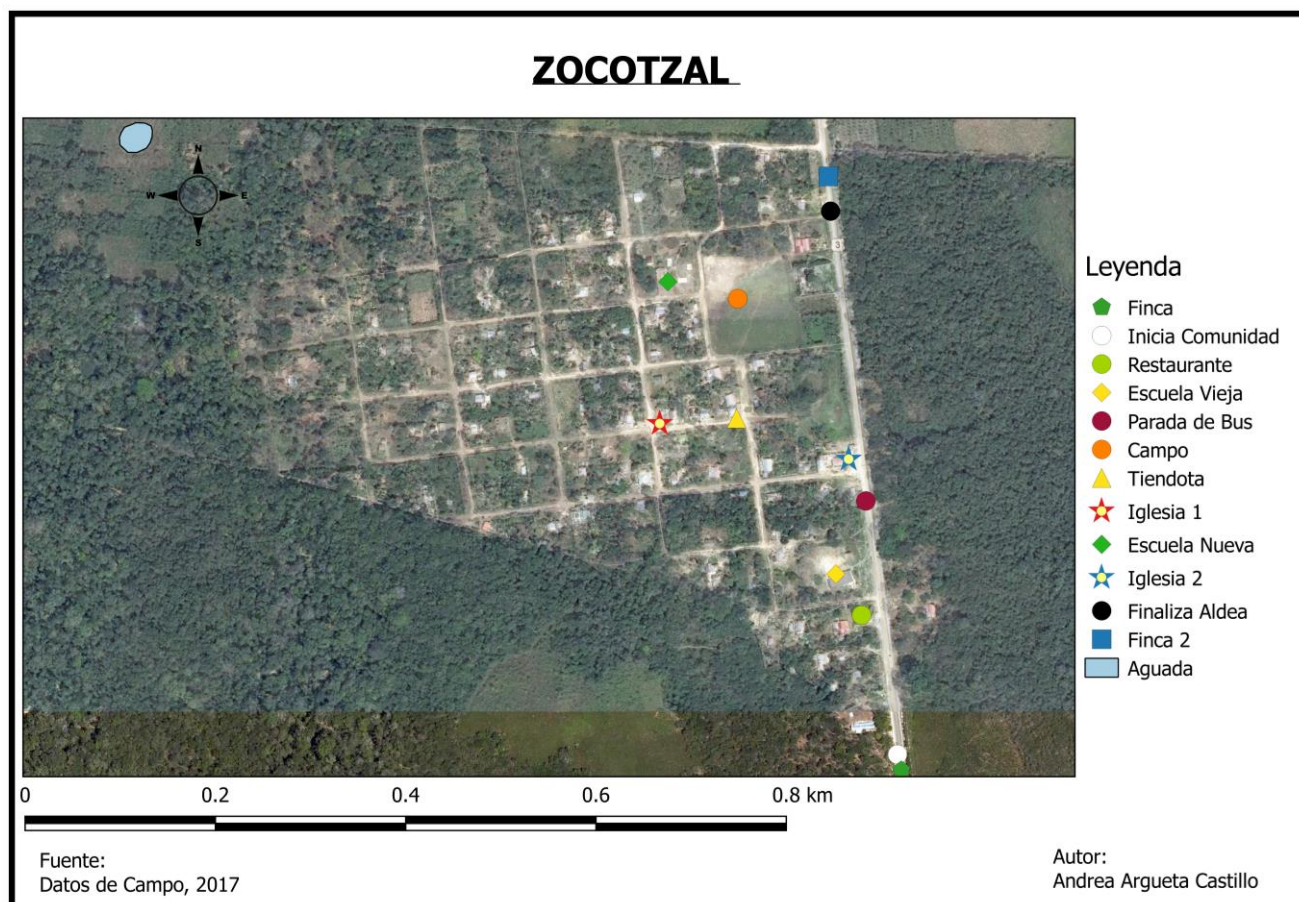 ZOCOTZAL
N
W E
S
3
Leyenda
Finca
Inicia Comunidad
Restaurante
Escuela Vieja
Parada de Bus
Campo
Tiendota
Iglesia 1
Escuela Nueva
Iglesia 2
Finaliza Aldea
Finca 2
Aguada
0 0.2 0.4 0.6 0.8 km
Fuente:
Datos de Campo, 2017
Autor:
Andrea Argueta Castillo